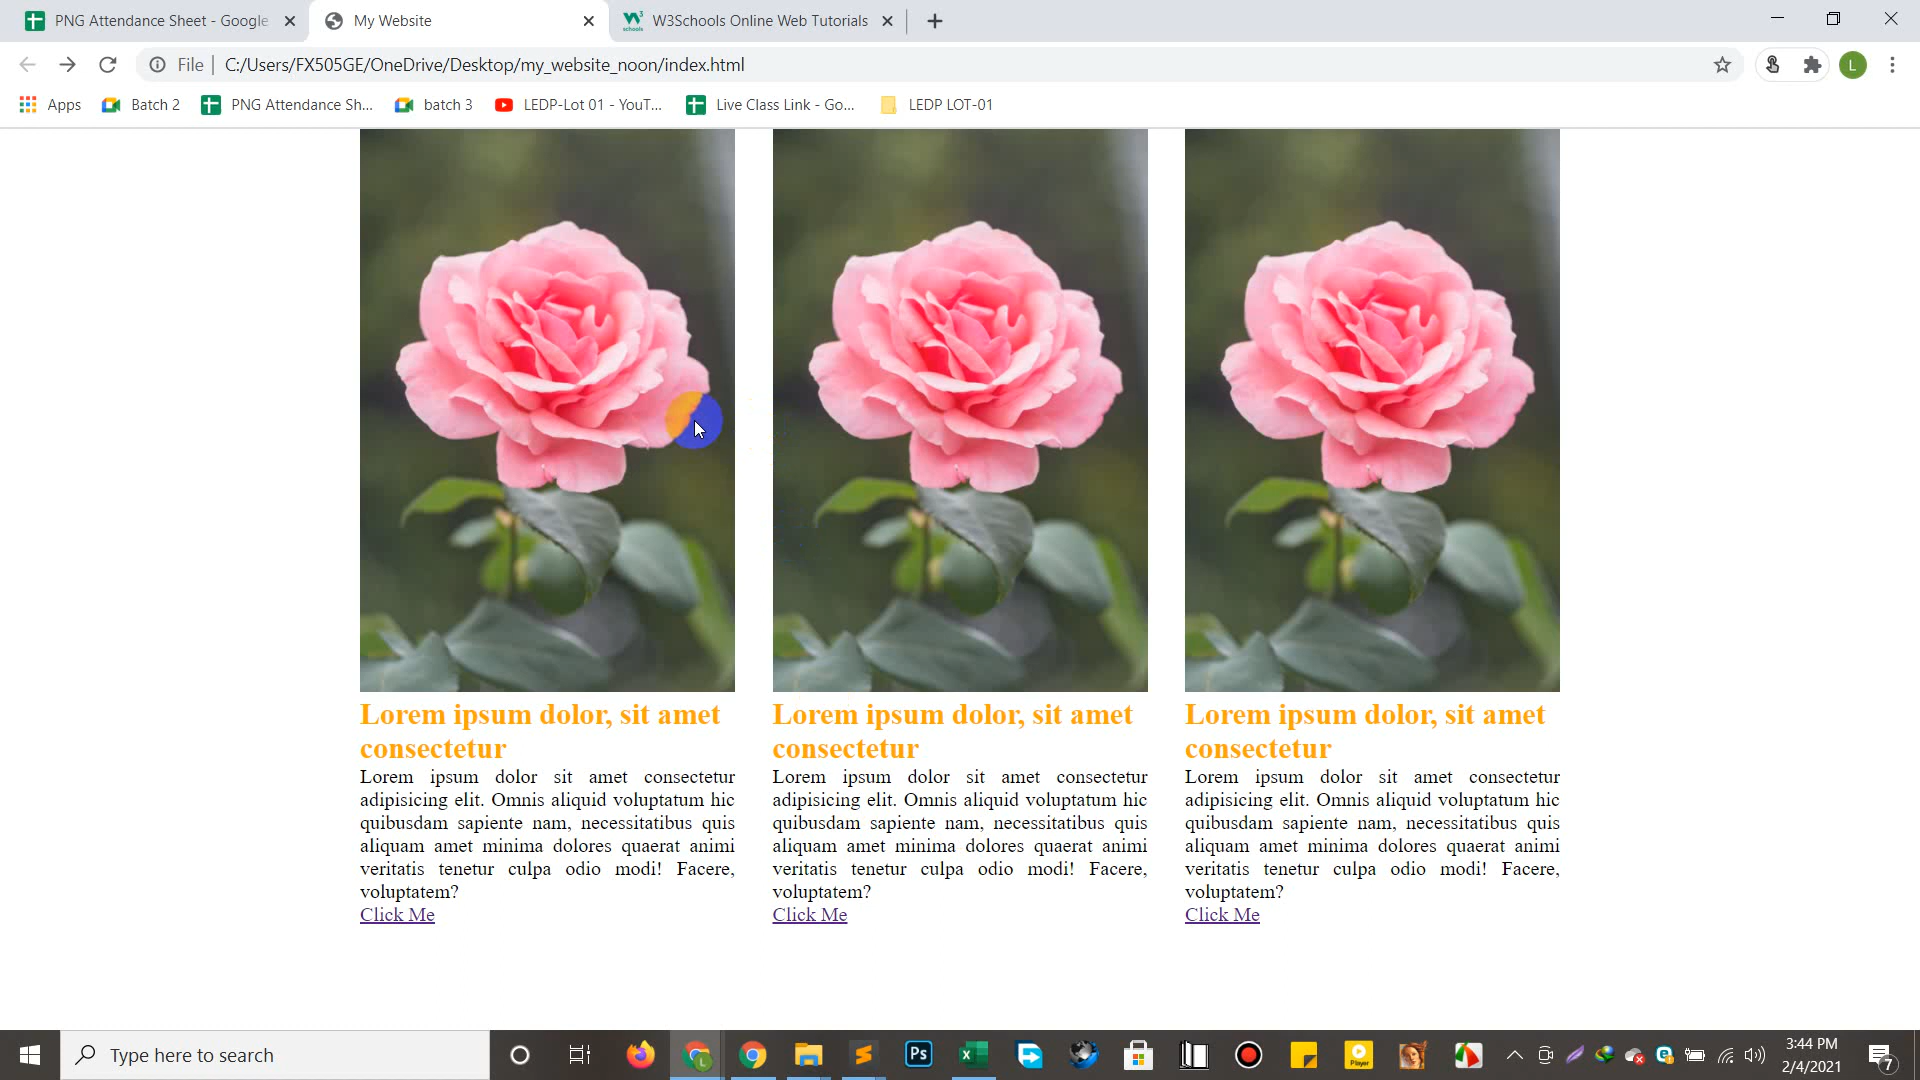 PNG Attendance Sheet - Google
My Website
W3Schools Online Web Tutorials
File
C:/Users/FX505GE/OneDrive/Desktop/my_website_noon/index.html
L
Apps
Batch 2
PNG Attendance Sh...
batch 3
LEDP-Lot 01 - YouT...
Live Class Link - Go...
LEDP LOT-01
Lorem ipsum dolor, sit amet
consectetur
Lorem ipsum dolor sit amet consectetur
adipisicing elit. Omnis aliquid voluptatum hic
quibusdam sapiente nam, necessitatibus quis
aliquam amet minima dolores quaerat animi
veritatis tenetur culpa odio modi! Facere,
voluptatem?
Click Me
Lorem ipsum dolor, sit amet
consectetur
Lorem ipsum dolor sit amet consectetur
adipisicing elit. Omnis aliquid voluptatum hic
quibusdam sapiente nam, necessitatibus quis
aliquam amet minima dolores quaerat animi
veritatis tenetur culpa odio modi! Facere,
voluptatem?
Click Me
Lorem ipsum dolor, sit amet
consectetur
Lorem ipsum dolor sit amet consectetur
adipisicing elit. Omnis aliquid voluptatum hic
quibusdam sapiente nam, necessitatibus quis
aliquam amet minima dolores quaerat animi
veritatis tenetur culpa odio modi! Facere,
voluptatem?
Click Me
Type here to search
Ps
Player
3:44 PM
2/4/2021
7